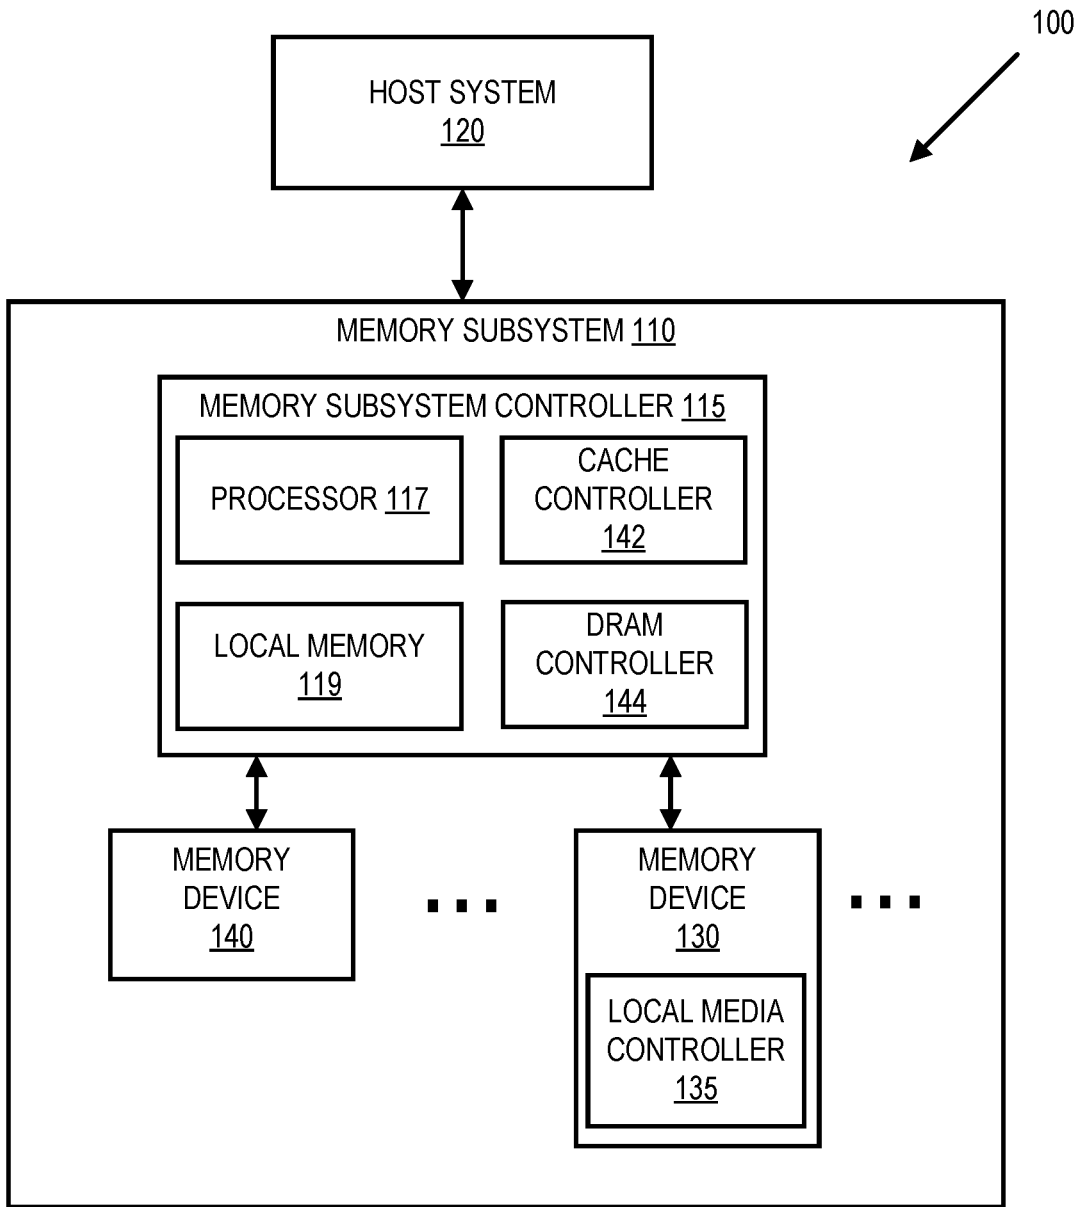 100
HOST SYSTEM
120
MEMORY SUBSYSTEM 110
MEMORY SUBSYSTEM CONTROLLER 115
PROCESSOR 117
CACHE
CONTROLLER
142
LOCAL MEMORY
119
DRAM
CONTROLLER
144
MEMORY
DEVICE
140
MEMORY
DEVICE
130
LOCAL MEDIA
CONTROLLER
135